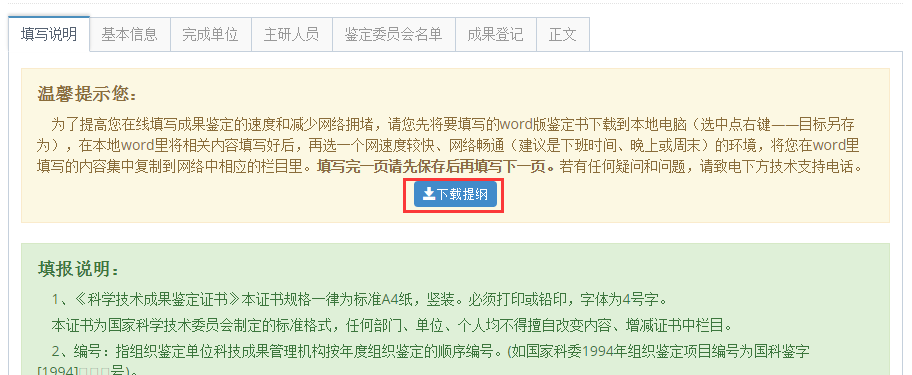 填写说明 基本信息 完成单位 主研人员 鉴定委员会名单 成果登记 正文
温馨提示您：
为了提高您在线填写成果鉴定的速度和减少网络拥堵，请您先将要填写的word版鉴定书下载到本地电脑（选中点右键——目标另存
为），在本地word里将相关内容填写好后，再选一个网速度较快、网络畅通（建议是下班时间、晚上或周末）的环境，将您在word里
填写的内容集中复制到网络中相应的栏目里。填写完一页请先保存后再填写下一页。若有任何疑问和问题，请致电下方技术支持电话。
下载提纲
填报说明：
1、《科学技术成果鉴定证书》本证书规格一律为标准A4纸，竖装。必须打印或铅印，字体为4号字。
本证书为国家科学技术委员会制定的标准格式，任何部门、单位、个人均不得擅自改变内容、增减证书中栏目。
2、编号：指组织鉴定单位科技成果管理机构按年度组织鉴定的顺序编号。(如国家科委1994年组织鉴定项目编号为国科鉴字
[1994]□□□号)。